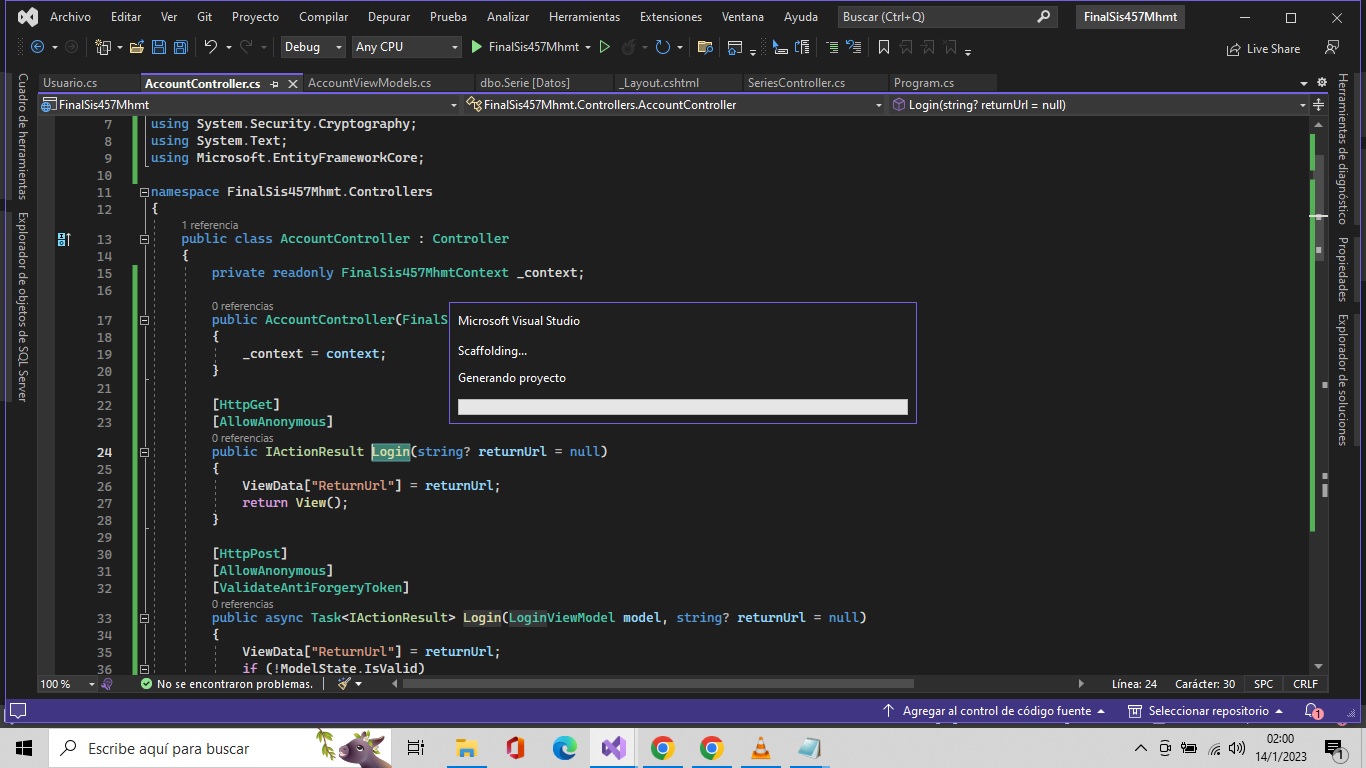 Archivo Editar Ver Git Proyecto Compilar Depurar Prueba Analizar Herramientas Extensiones Ventana Ayuda Buscar (Ctrl+Q) FinalSis457Mhmt
Debug Any CPU FinalSis457Mhmt Live Share
Usuario.cs AccountController.cs AccountViewModels.cs dbo.Serie [Datos] _Layout.cshtml SeriesController.cs Program.cs
FinalSis457Mhmt FinalSis457Mhmt.Controllers.AccountController Login(string? returnUrl = null)
Cuadro de herramientas
Explorador de objetos de SQL Server
7 using System.Security.Cryptography;
8 using System.Text;
9 using Microsoft.EntityFrameworkCore;
10
11 namespace FinalSis457Mhmt.Controllers
12 {
1 referencia
13 public class AccountController : Controller
14 {
15 private readonly FinalSis457MhmtContext _context;
16
0 referencias
17 public AccountController(FinalS
18 {
19 _context = context;
20 }
21
22 [HttpGet]
23 [AllowAnonymous]
0 referencias
24 public IActionResult Login(string? returnUrl = null)
25 {
26 ViewData["ReturnUrl"] = returnUrl;
27 return View();
28 }
29
30 [HttpPost]
31 [AllowAnonymous]
32 [ValidateAntiForgeryToken]
0 referencias
33 public async Task<IActionResult> Login(LoginViewModel model, string? returnUrl = null)
34 {
35 ViewData["ReturnUrl"] = returnUrl;
36 if (!ModelState.IsValid)
Microsoft Visual Studio
Scaffolding...
Generando proyecto
Herramientas de diagnóstico
Propiedades
Explorador de soluciones
100 % No se encontraron problemas. Línea: 24 Carácter: 30 SPC CRLF
Agregar al control de código fuente Seleccionar repositorio 1
Escribe aquí para buscar
02:00
14/1/2023
1